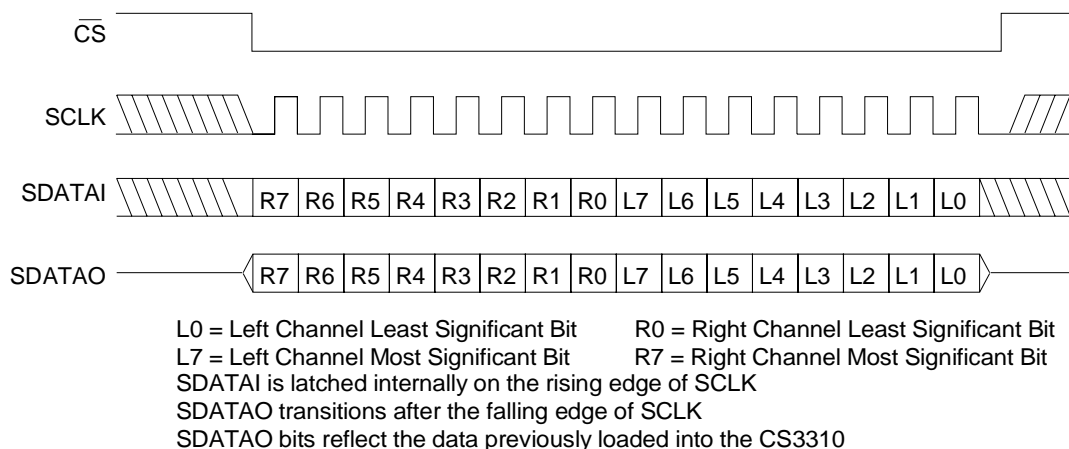 CS
SCLK
SDATAI R7 R6 R5 R4 R3 R2 R1 R0 L7 L6 L5 L4 L3 L2 L1 L0
SDATAO R7 R6 R5 R4 R3 R2 R1 R0 L7 L6 L5 L4 L3 L2 L1 L0
L0 = Left Channel Least Significant Bit R0 = Right Channel Least Significant Bit
L7 = Left Channel Most Significant Bit R7 = Right Channel Most Significant Bit
SDATAI is latched internally on the rising edge of SCLK
SDATAO transitions after the falling edge of SCLK
SDATAO bits reflect the data previously loaded into the CS3310